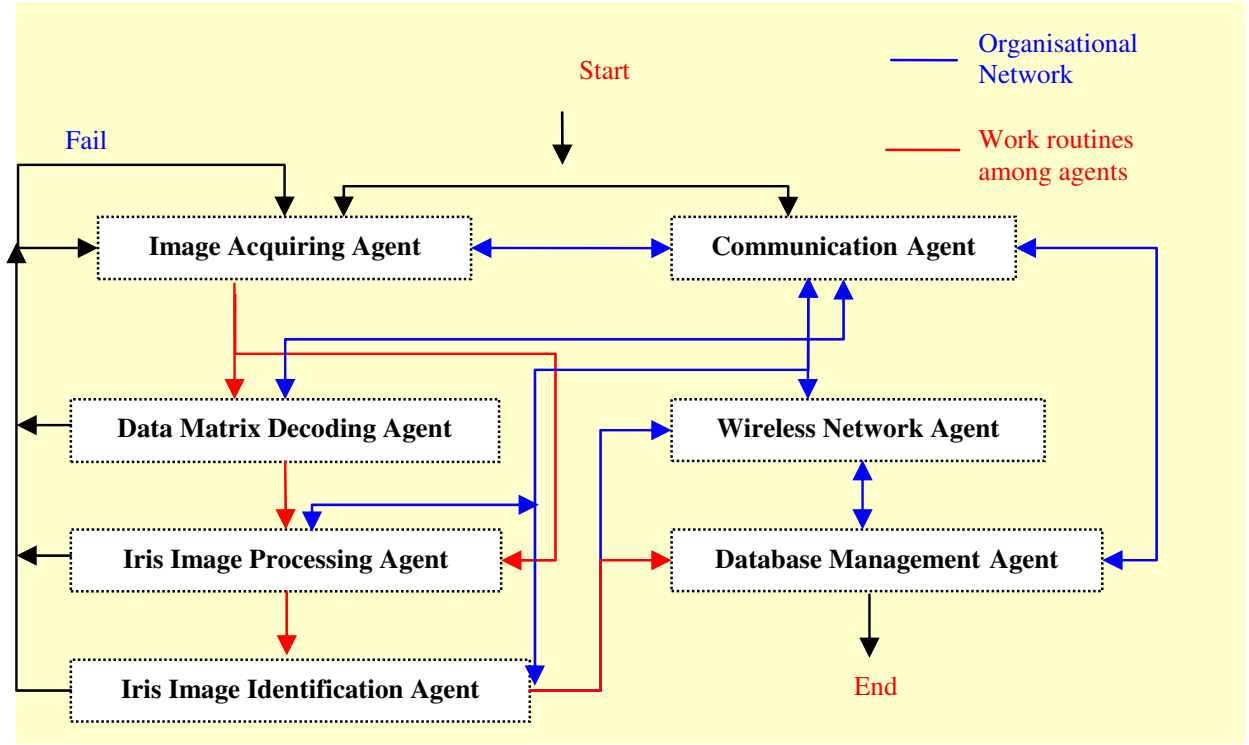 Organisational
Network
Start
Work routines
among agents
Fail
Image Acquiring Agent
Communication Agent
Data Matrix Decoding Agent
Wireless Network Agent
Iris Image Processing Agent
Database Management Agent
Iris Image Identification Agent
End